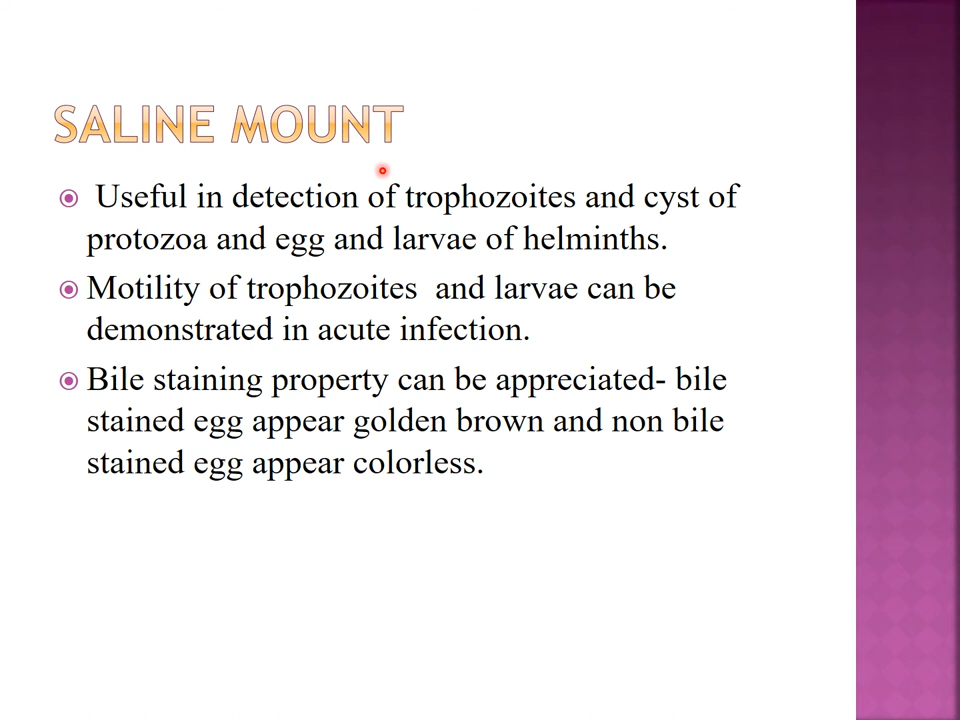 SALINE MOUNT
Useful in detection of trophozoites and cyst of
protozoa and egg and larvae of helminths.
Motility of trophozoites and larvae can be
demonstrated in acute infection.
Bile staining property can be appreciated- bile
stained egg appear golden brown and non bile
stained egg appear colorless.